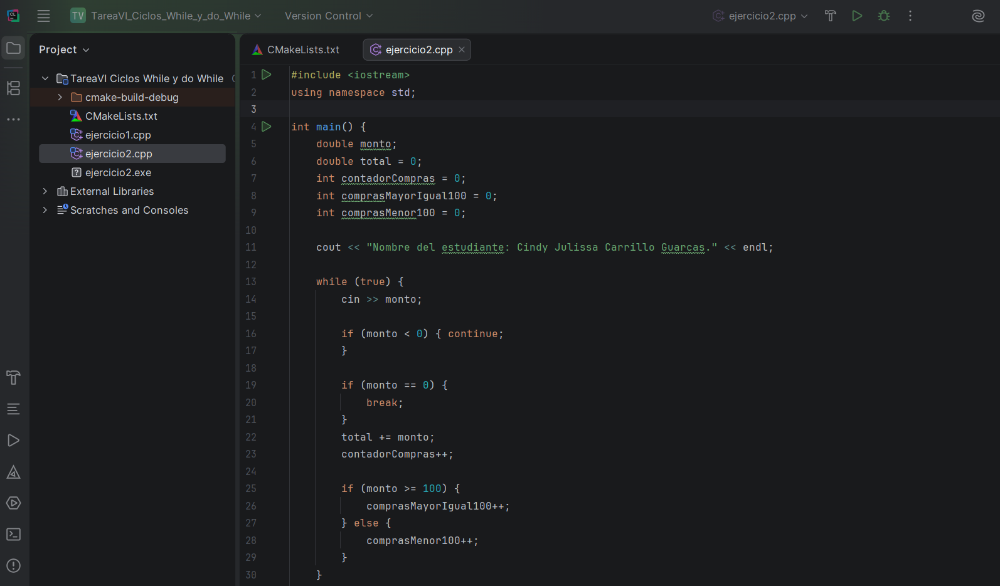 TV TareaVI_Ciclos_While_y_do_While Version Control ejercicio2.cpp
Project
TareaVI Ciclos While y do While
cmake-build-debug
CMakeLists.txt
ejercicio1.cpp
ejercicio2.cpp
ejercicio2.exe
External Libraries
Scratches and Consoles
CMakeLists.txt ejercicio2.cpp
1 #include <iostream>
2 using namespace std;
3
4 int main() {
5 double monto;
6 double total = 0;
7 int contadorCompras = 0;
8 int comprasMayorIgual100 = 0;
9 int comprasMenor100 = 0;
10
11 cout << "Nombre del estudiante: Cindy Julissa Carrillo Guarcas." << endl;
12
13 while (true) {
14 cin >> monto;
15
16 if (monto < 0) { continue;
17 }
18
19 if (monto == 0) {
20 break;
21 }
22 total += monto;
23 contadorCompras++;
24
25 if (monto >= 100) {
26 comprasMayorIgual100++;
27 } else {
28 comprasMenor100++;
29 }
30 }